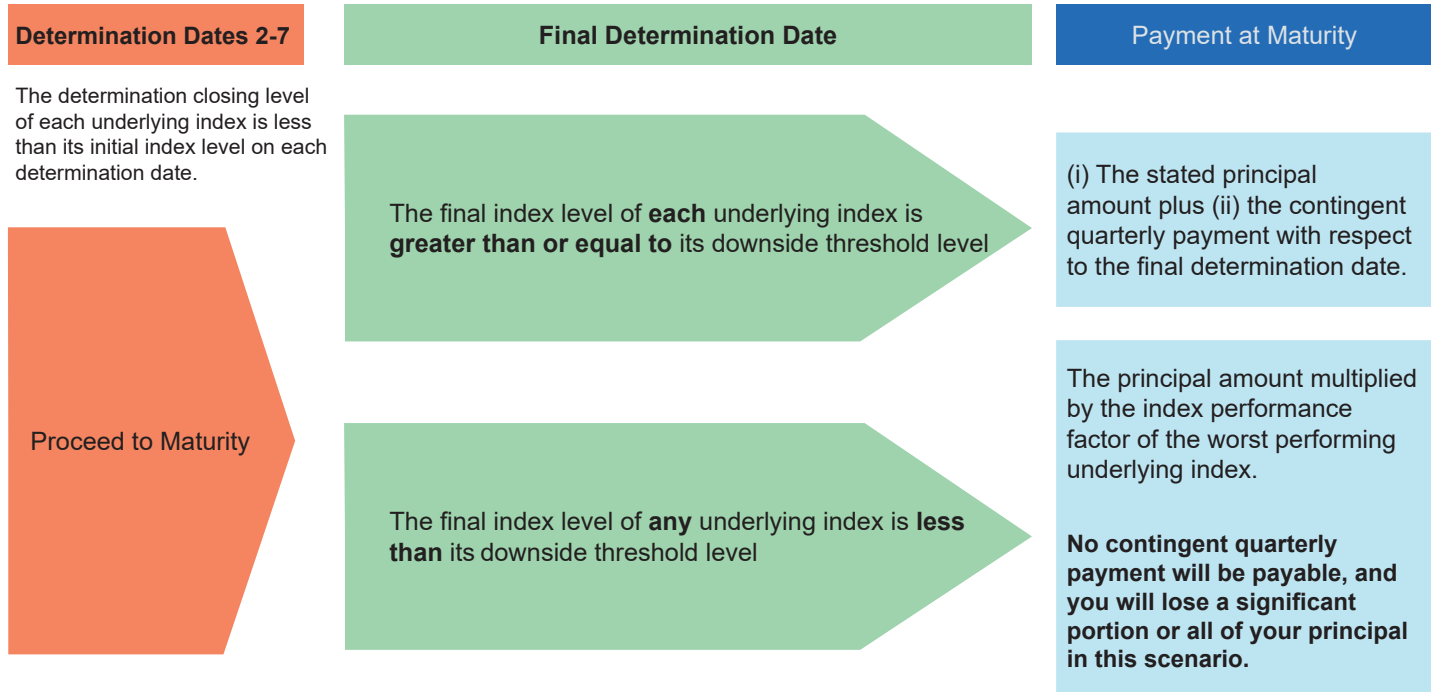 Determination Dates 2-7
Final Determination Date
Payment at Maturity
The determination closing level
of each underlying index is less
than its initial index level on each
determination date.
Proceed to Maturity
The final index level of each underlying index is
greater than or equal to its downside threshold level
(i) The stated principal
amount plus (ii) the contingent
quarterly payment with respect
to the final determination date.
The final index level of any underlying index is less
than its downside threshold level
The principal amount multiplied
by the index performance
factor of the worst performing
underlying index.
No contingent quarterly
payment will be payable, and
you will lose a significant
portion or all of your principal
in this scenario.